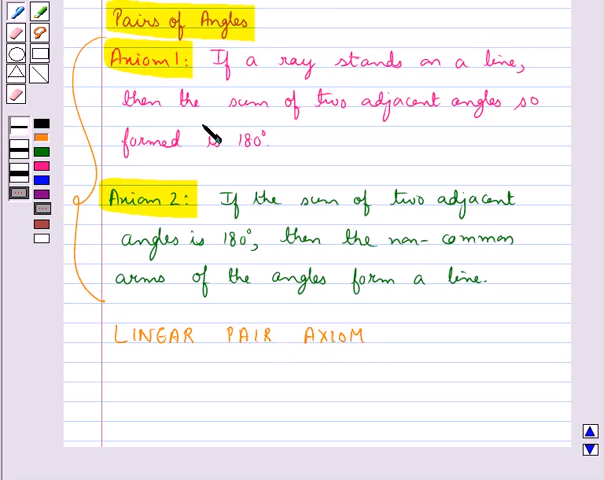 Pairs of Angles
Axiom 1: If a ray stands on a line,
then the sum of two adjacent angles so
formed is 180°.
Axiom 2: If the sum of two adjacent
angles is 180°, then the non-common
arms of the angles form a line.
LINEAR PAIR AXIOM